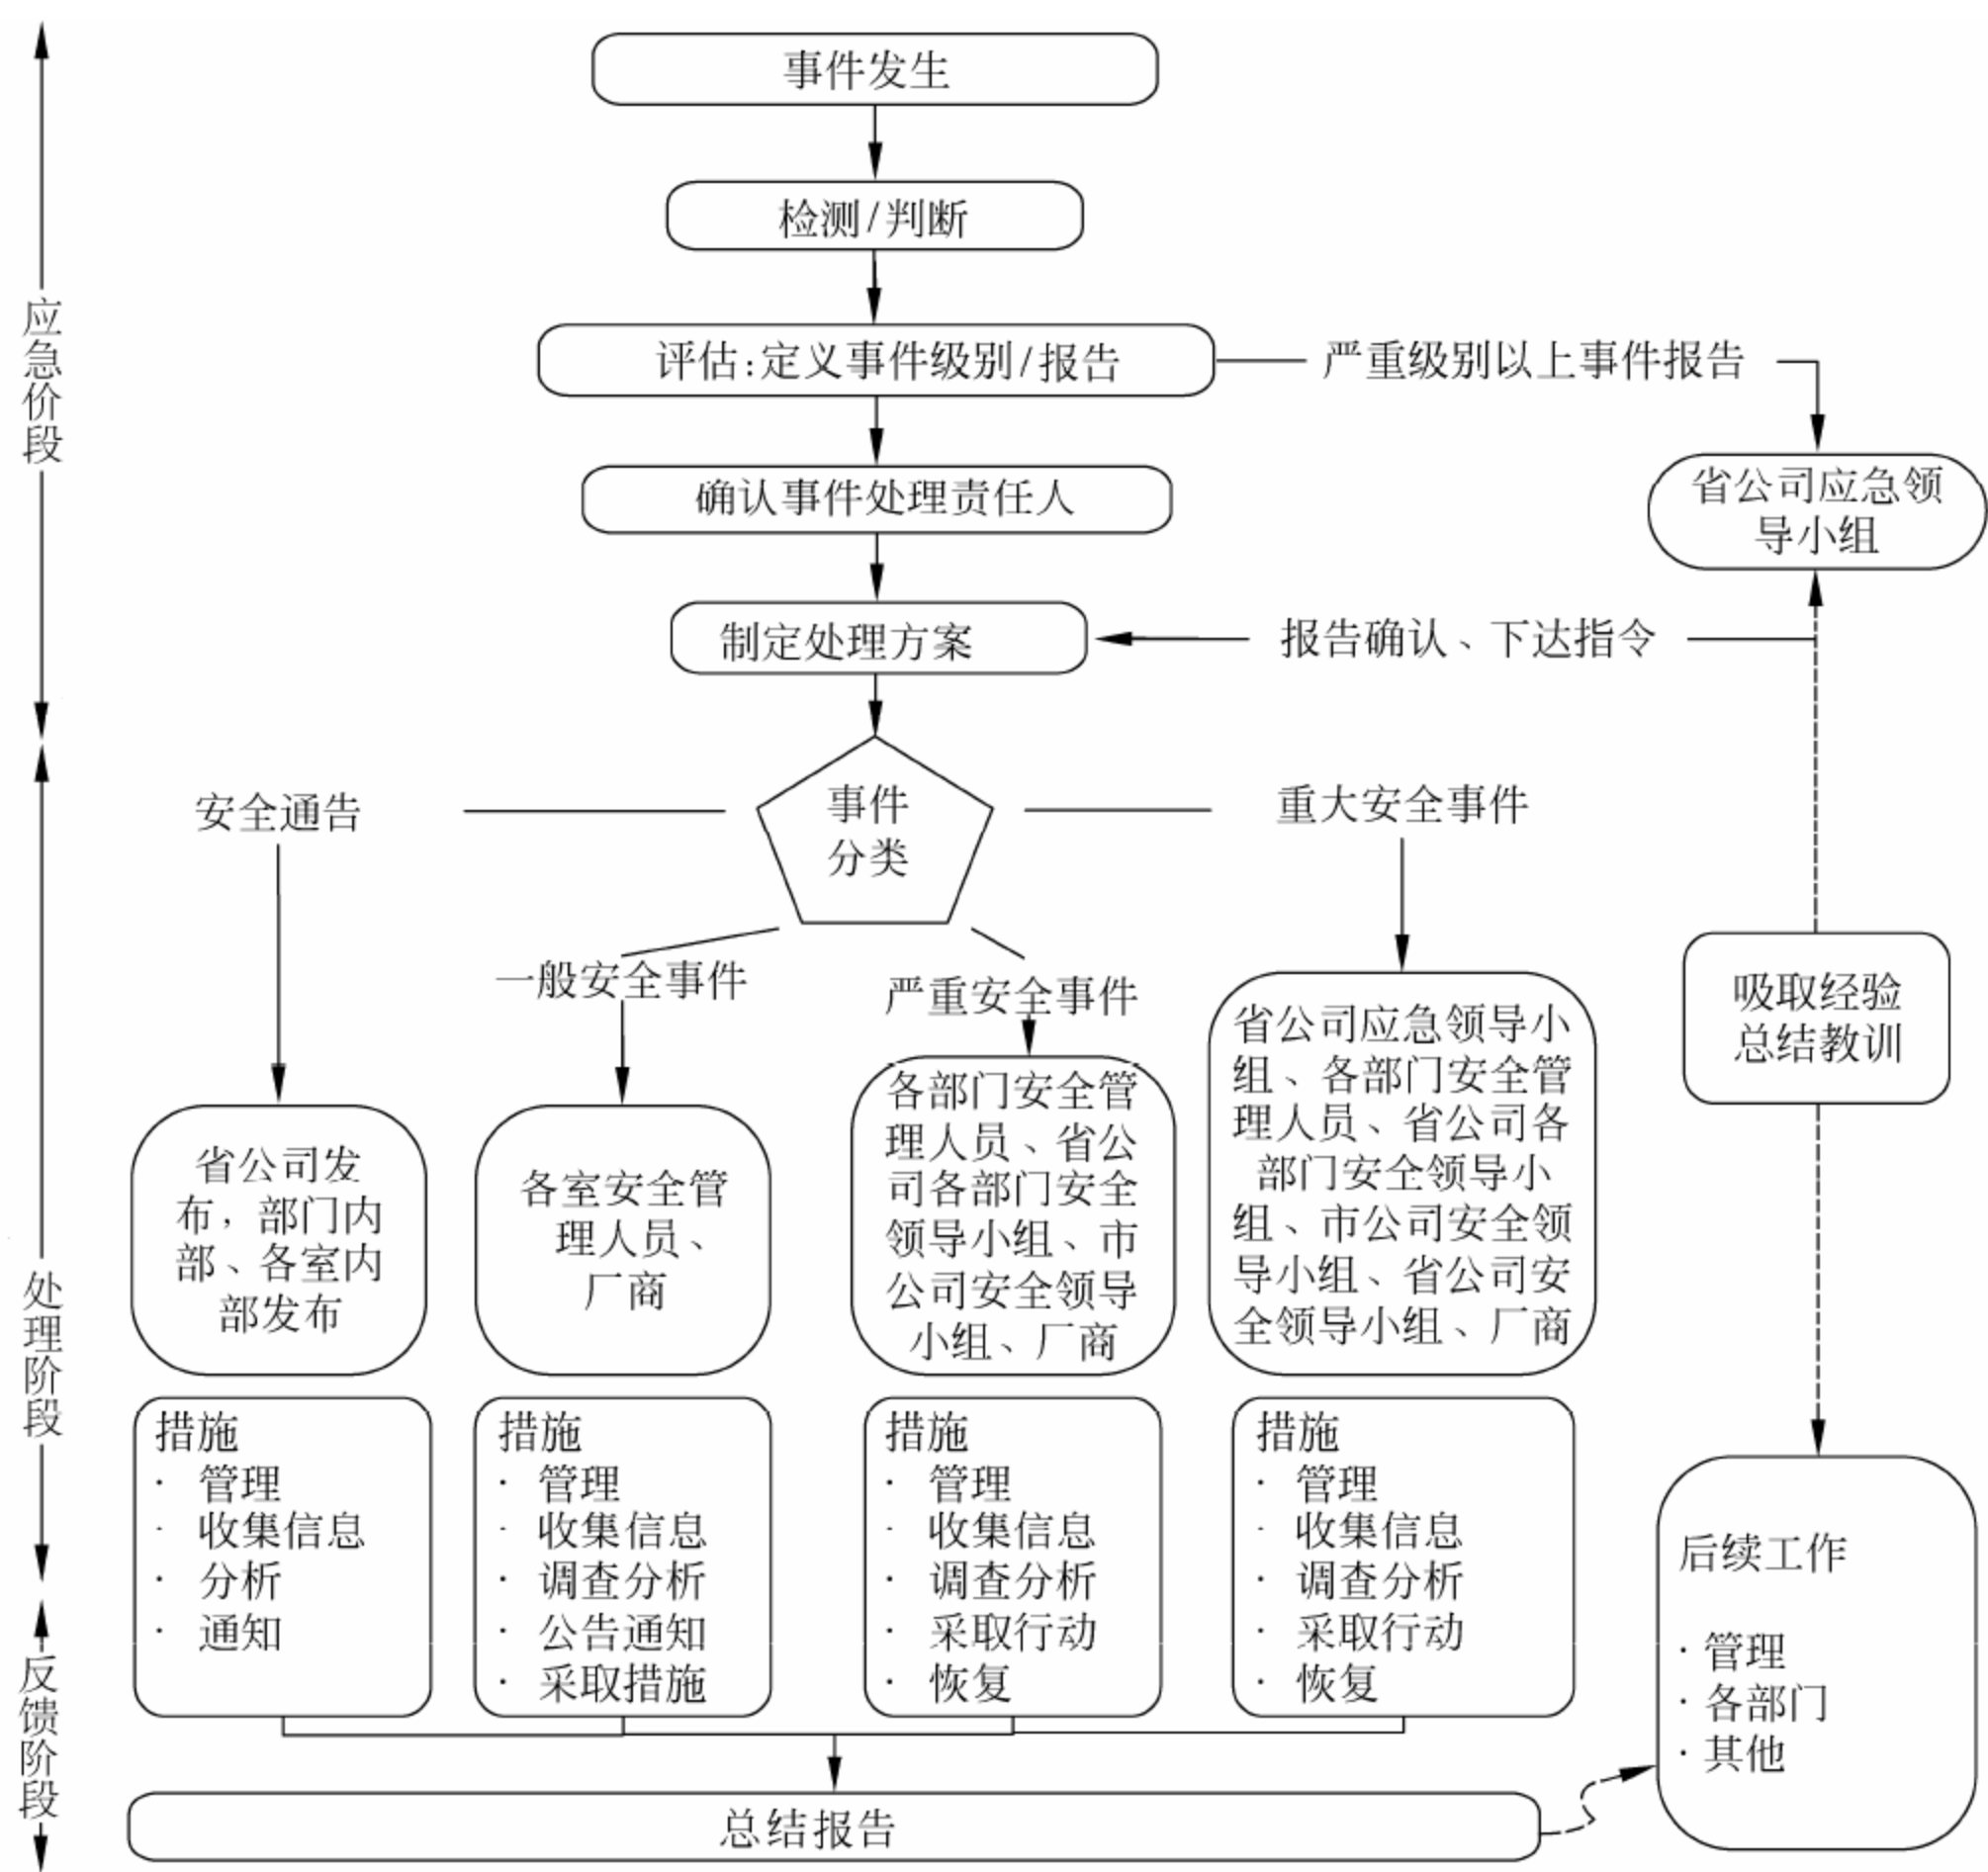 事件发生
检测/判断
评估:定义事件级别/报告
严重级别以上事件报告
应急价段
确认事件处理责任人
省公司应急领
导小组
制定处理方案
报告确认、下达指令
事件
分类
安全通告
重大安全事件
一般安全事件
严重安全事件
吸取经验
总结教训
省公司发
布,部门内
部、各室内
部发布
各室安全管
理人员、
厂商
各部门安全管
理人员、省公
司各部门安全
领导小组、市
公司安全领导
小组、厂商
省公司应急领导小
组、各部门安全管
理人员、省公司各
部门安全领导小
组、市公司安全领
导小组、省公司安
全领导小组、厂商
处理阶段
措施
· 管理
· 收集信息
· 分析
· 通知
措施
· 管理
· 收集信息
· 调查分析
· 公告通知
· 采取措施
措施
· 管理
· 收集信息
· 调查分析
· 采取行动
· 恢复
措施
· 管理
· 收集信息
· 调查分析
· 采取行动
· 恢复
后续工作
· 管理
· 各部门
· 其他
反馈阶段
总结报告